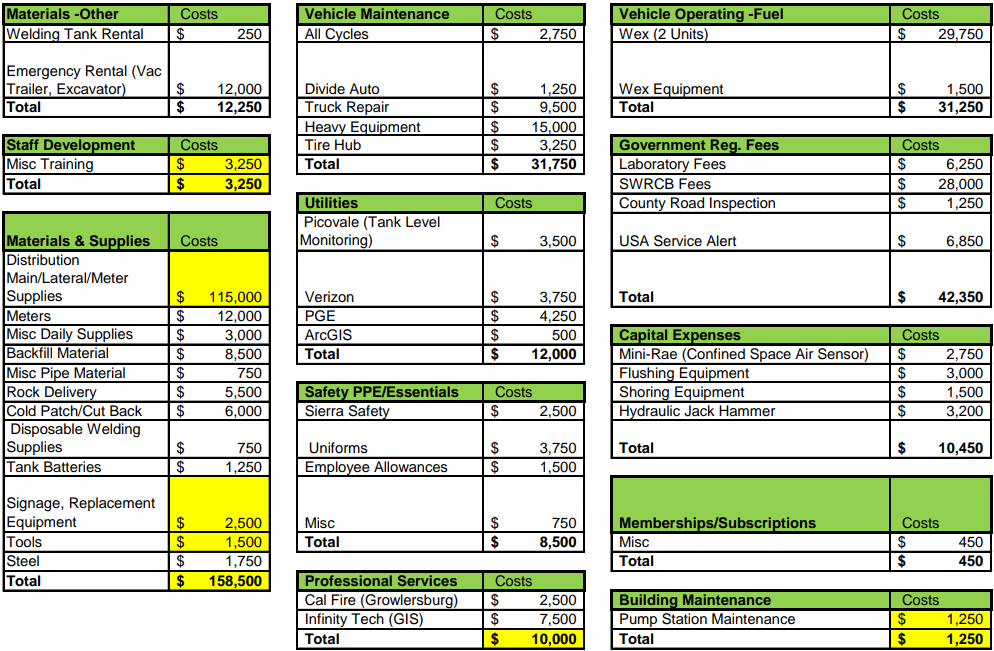 Materials -Other Costs
Welding Tank Rental $ 250
Emergency Rental (Vac
Trailer, Excavator) $ 12,000
Total $ 12,250
Staff Development Costs
Misc Training $ 3,250
Total $ 3,250
Materials & Supplies Costs
Distribution
Main/Lateral/Meter
Supplies $ 115,000
Meters $ 12,000
Misc Daily Supplies $ 3,000
Backfill Material $ 8,500
Misc Pipe Material $ 750
Rock Delivery $ 5,500
Cold Patch/Cut Back $ 6,000
Disposable Welding
Supplies $ 750
Tank Batteries $ 1,250
Signage, Replacement
Equipment $ 2,500
Tools $ 1,500
Steel $ 1,750
Total $ 158,500
Vehicle Maintenance Costs
All Cycles $ 2,750
Divide Auto $ 1,250
Truck Repair $ 9,500
Heavy Equipment $ 15,000
Tire Hub $ 3,250
Total $ 31,750
Utilities Costs
Picovale (Tank Level
Monitoring) $ 3,500
Verizon $ 3,750
PGE $ 4,250
ArcGIS $ 500
Total $ 12,000
Safety PPE/Essentials Costs
Sierra Safety $ 2,500
Uniforms $ 3,750
Employee Allowances $ 1,500
Misc $ 750
Total $ 8,500
Professional Services Costs
Cal Fire (Growlersburg) $ 2,500
Infinity Tech (GIS) $ 7,500
Total $ 10,000
Vehicle Operating -Fuel Costs
Wex (2 Units) $ 29,750
Wex Equipment $ 1,500
Total $ 31,250
Government Reg. Fees Costs
Laboratory Fees $ 6,250
SWRCB Fees $ 28,000
County Road Inspection $ 1,250
USA Service Alert $ 6,850
Total $ 42,350
Capital Expenses Costs
Mini-Rae (Confined Space Air Sensor) $ 2,750
Flushing Equipment $ 3,000
Shoring Equipment $ 1,500
Hydraulic Jack Hammer $ 3,200
Total $ 10,450
Memberships/Subscriptions Costs
Misc $ 450
Total $ 450
Building Maintenance Costs
Pump Station Maintenance $ 1,250
Total $ 1,250